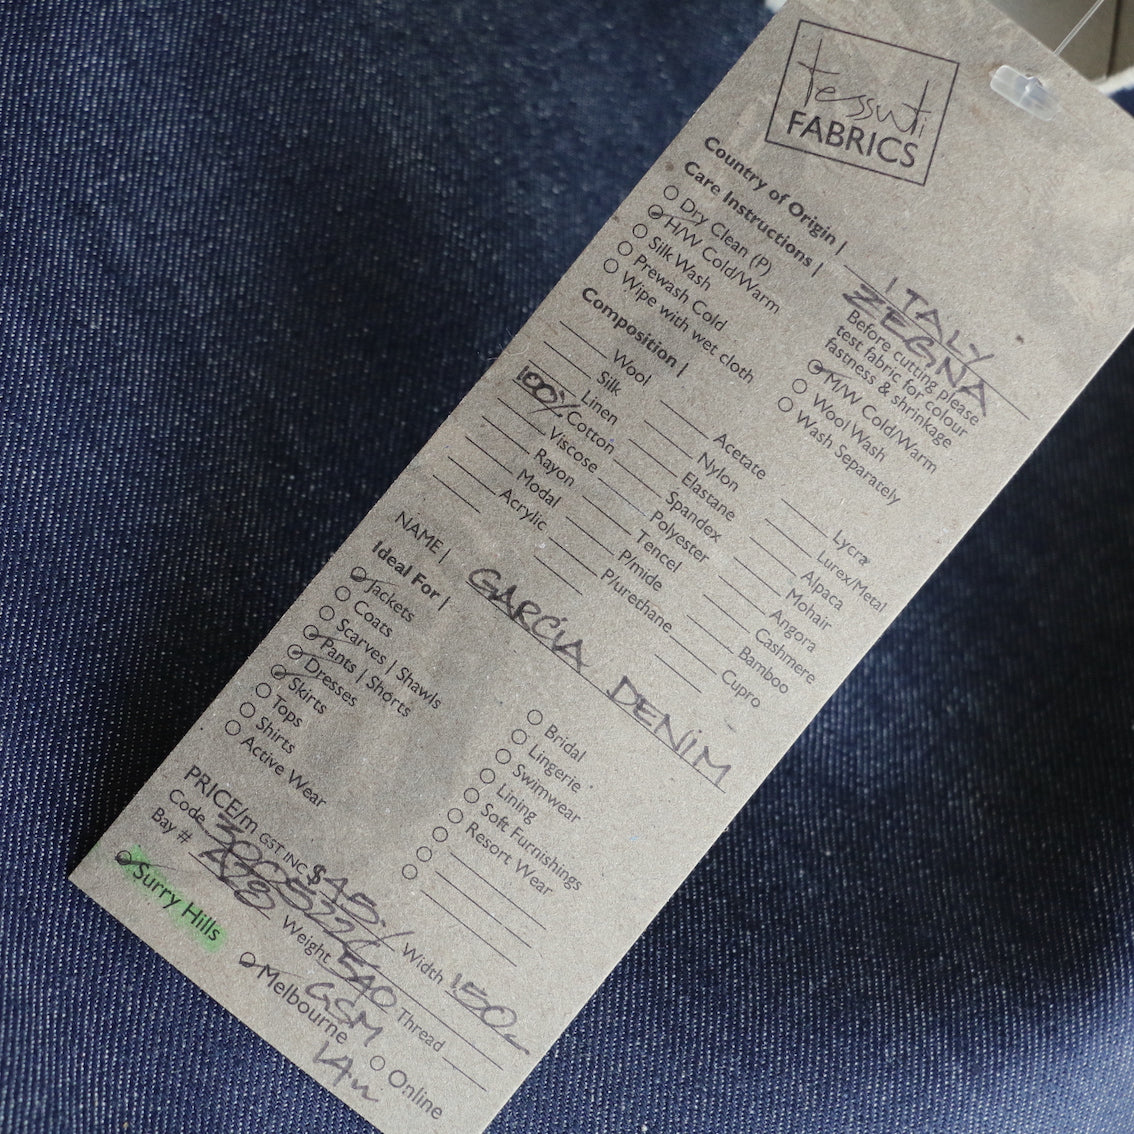 tessuti
FABRICS
Country of Origin | ITALY
Care Instructions | ZEGNA
Dry Clean (P)
H/W Cold/Warm
Silk Wash
Prewash Cold
Wipe with wet cloth
Before cutting please
test fabric for colour
fastness & shrinkage
M/W Cold/Warm
Wool Wash
Wash Separately
Composition |
Wool
Silk
Linen
100% Cotton
Viscose
Rayon
Modal
Acrylic
Acetate
Nylon
Elastane
Spandex
Polyester
Tencel
P/mide
P/urethane
Lycra
Lurex/Metal
Alpaca
Mohair
Angora
Cashmere
Bamboo
Cupro
NAME | GARCIA DENIM
Ideal For |
Jackets
Coats
Scarves | Shawls
Pants | Shorts
Dresses
Skirts
Tops
Shirts
Active Wear
Bridal
Lingerie
Swimwear
Lining
Soft Furnishings
Resort Wear
PRICE/m GST INC $45.
Code Width 150
Bay # A28 Weight 540 Thread
GSM
Surry Hills
Melbourne
Online